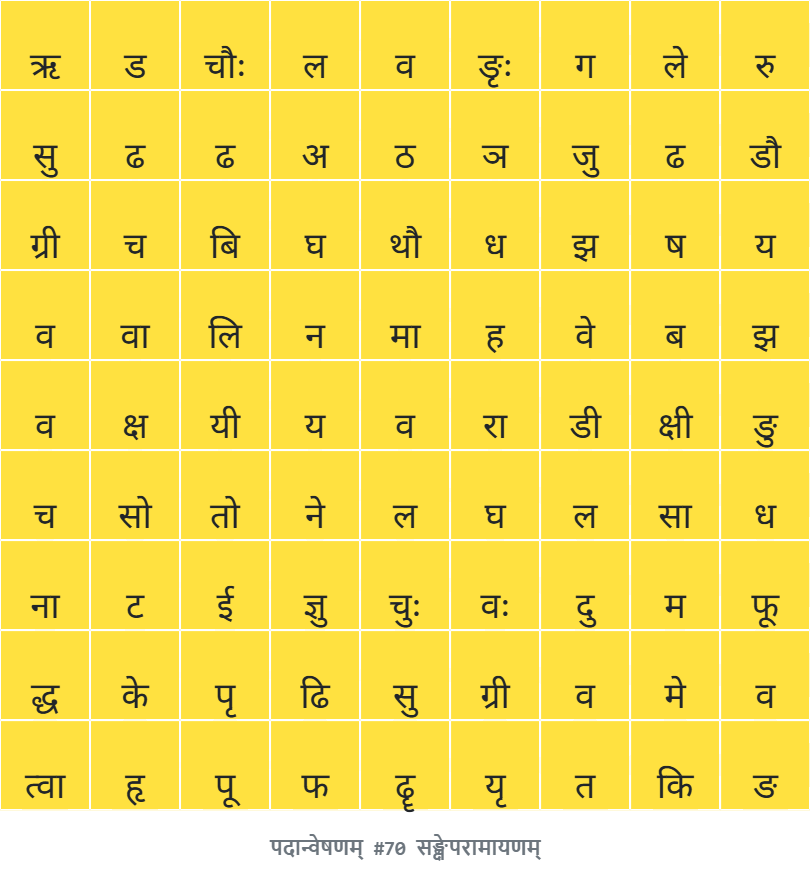 ऋ ड चौः ल व ङृः ग ले रु
सु ढ ढ अ ठ ञ जु ढ डौ
ग्री च बि घ थौ ध झ ष य
व वा लि न मा ह वे ब झ
व क्ष यी य व रा डी क्षी ङु
च सो तो ने ल घ ल सा ध
ना ट ई ज्ञु चुः वः दु म फू
द्ध के पृ ढि सु ग्री व मे व
त्वा हृ पू फ ढॄ यृ त कि ङ
पदान्वेषणम् #70 सङ्क्षेपरामायणम्